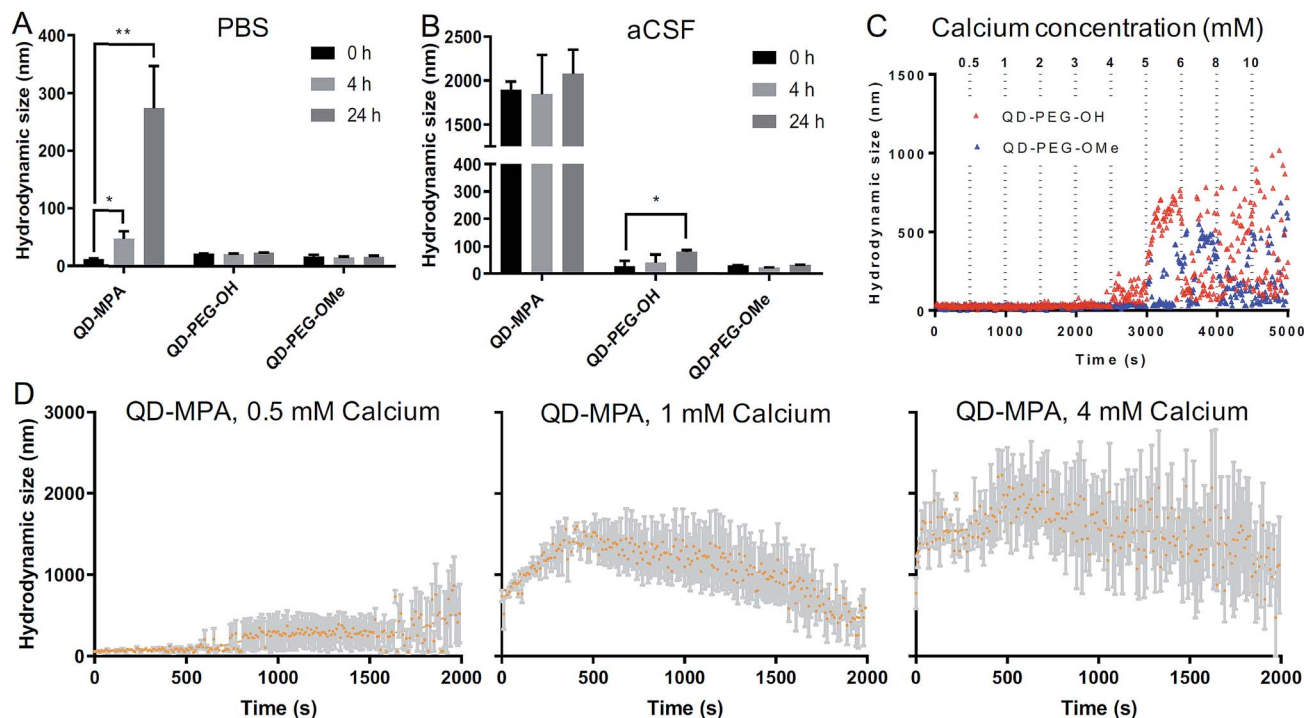 A
PBS
Hydrodynamic size (nm)
400
300
200
100
50
0
**
*
0 h
4 h
24 h
QD-MPA
QD-PEG-OH
QD-PEG-OMe
B
aCSF
Hydrodynamic size (nm)
2500
2000
1500
400
300
200
100
0
*
0 h
4 h
24 h
QD-MPA
QD-PEG-OH
QD-PEG-OMe
C
Calcium concentration (mM)
0.5 1 2 3 4 5 6 8 10
Hydrodynamic size (nm)
1500
1000
500
0
QD-PEG-OH
QD-PEG-OMe
0 1000 2000 3000 4000 5000
Time (s)
D
QD-MPA, 0.5 mM Calcium
Hydrodynamic size (nm)
3000
2000
1000
0
0 500 1000 1500 2000
Time (s)
QD-MPA, 1 mM Calcium
0 500 1000 1500 2000
Time (s)
QD-MPA, 4 mM Calcium
0 500 1000 1500 2000
Time (s)